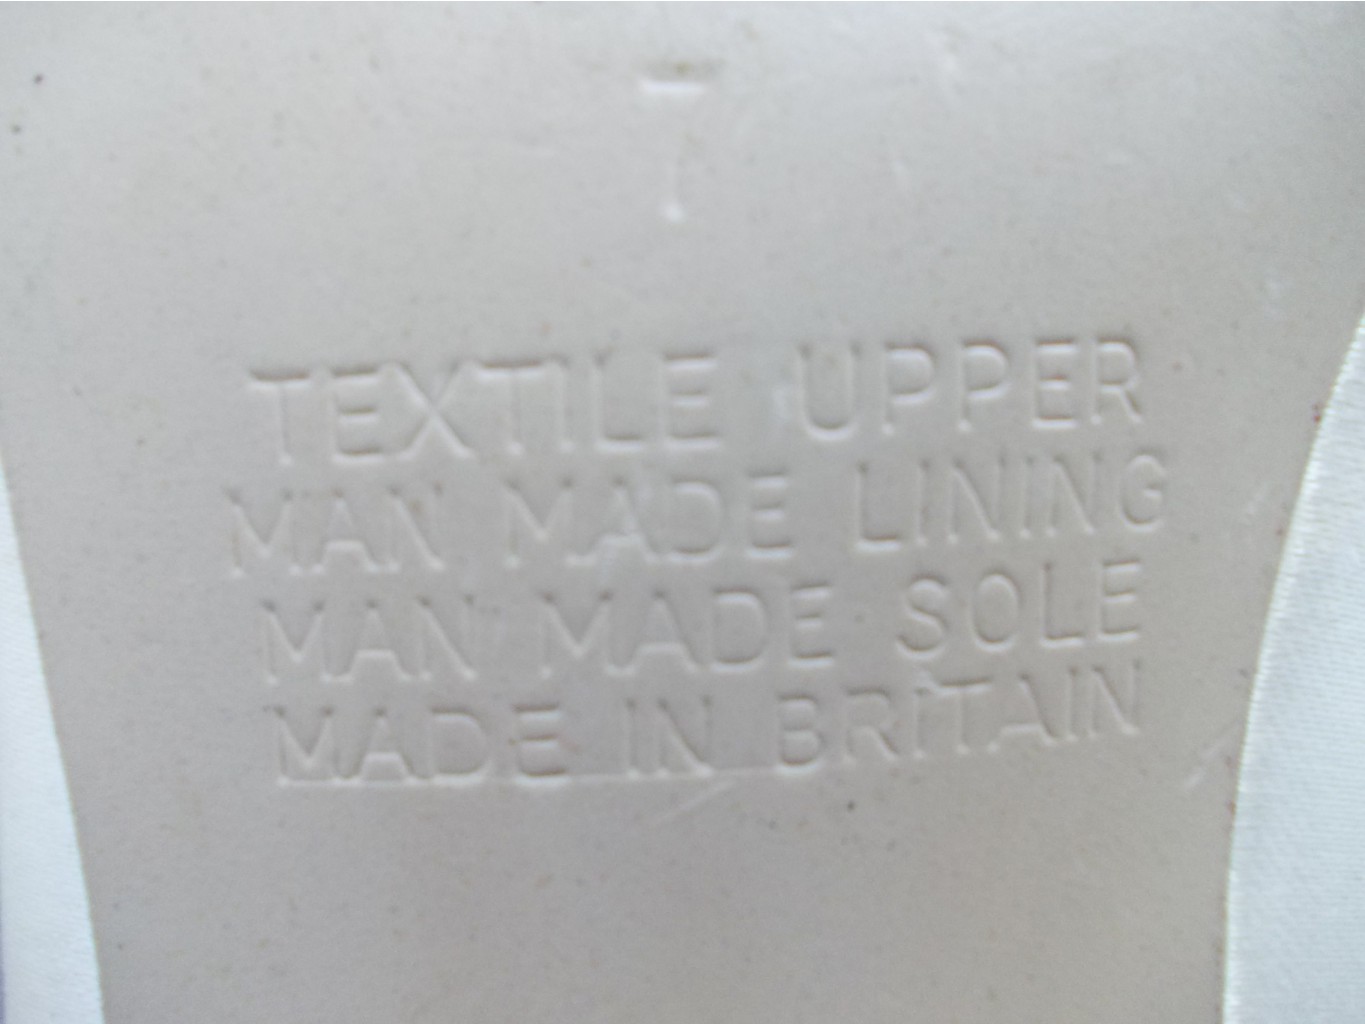 TEXTILE UPPER
MAN MADE LINING
MAN MADE SOLE
MADE IN BRITAIN